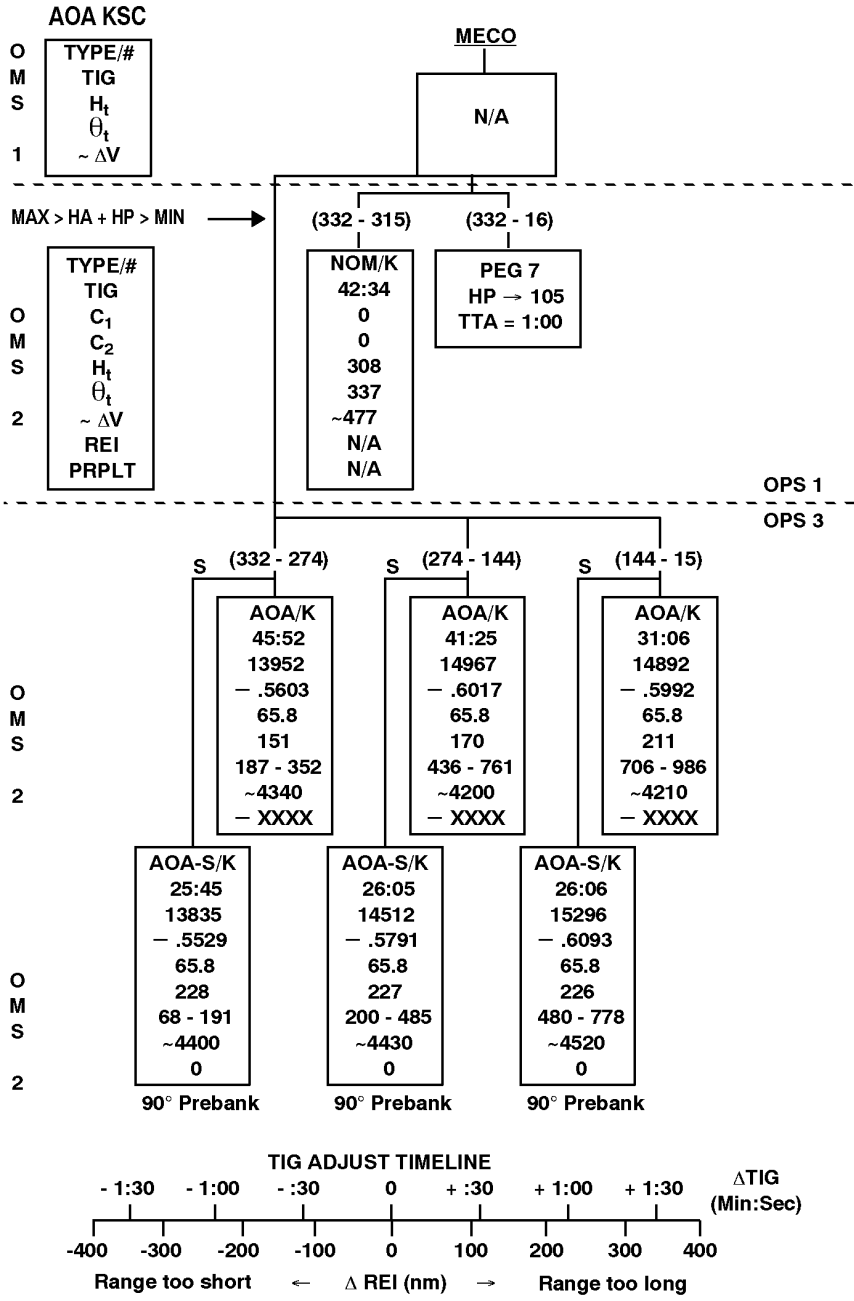 AOA KSC
MECO
O
M
S
1
TYPE/#
TIG
Ht
θt
~ ΔV
N/A
MAX > HA + HP > MIN
(332 - 315)
(332 - 16)
O
M
S
2
TYPE/#
TIG
C1
C2
Ht
θt
~ ΔV
REI
PRPLT
NOM/K
42:34
0
0
308
337
~477
N/A
N/A
PEG 7
HP → 105
TTA = 1:00
OPS 1
OPS 3
S
(332 - 274)
S
(274 - 144)
S
(144 - 15)
O
M
S
2
AOA/K
45:52
13952
– .5603
65.8
151
187 - 352
~4340
– XXXX
AOA/K
41:25
14967
– .6017
65.8
170
436 - 761
~4200
– XXXX
AOA/K
31:06
14892
– .5992
65.8
211
706 - 986
~4210
– XXXX
O
M
S
2
AOA-S/K
25:45
13835
– .5529
65.8
228
68 - 191
~4400
0
90° Prebank
AOA-S/K
26:05
14512
– .5791
65.8
227
200 - 485
~4430
0
90° Prebank
AOA-S/K
26:06
15296
– .6093
65.8
226
480 - 778
~4520
0
90° Prebank
TIG ADJUST TIMELINE
- 1:30 - 1:00 - :30 0 + :30 + 1:00 + 1:30
ΔTIG
(Min:Sec)
-400 -300 -200 -100 0 100 200 300 400
Range too short ← Δ REI (nm) → Range too long